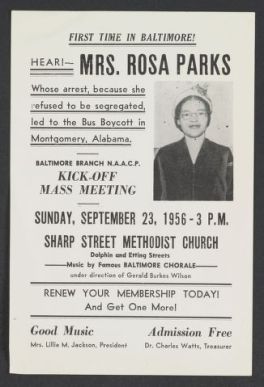 FIRST TIME IN BALTIMORE!
HEAR!— MRS. ROSA PARKS
Whose arrest, because she
refused to be segregated,
led to the Bus Boycott in
Montgomery, Alabama.
BALTIMORE BRANCH N.A.A.C.P.
KICK-OFF
MASS MEETING
SUNDAY, SEPTEMBER 23, 1956 - 3 P.M.
SHARP STREET METHODIST CHURCH
Dolphin and Etting Streets
Music by Famous BALTIMORE CHORALE
under direction of Gerald Burkes Wilson
RENEW YOUR MEMBERSHIP TODAY!
And Get One More!
Good Music Admission Free
Mrs. Lillie M. Jackson, President Dr. Charles Watts, Treasurer